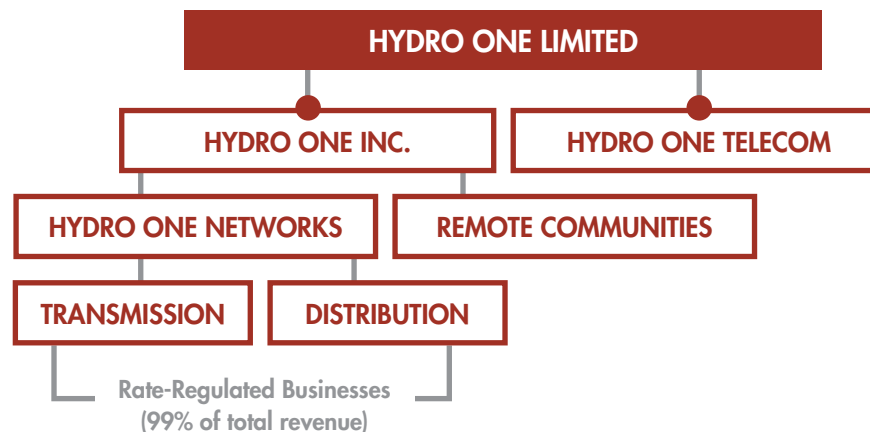 HYDRO ONE LIMITED
HYDRO ONE INC.
HYDRO ONE TELECOM
HYDRO ONE NETWORKS
REMOTE COMMUNITIES
TRANSMISSION
DISTRIBUTION
Rate-Regulated Businesses
(99% of total revenue)